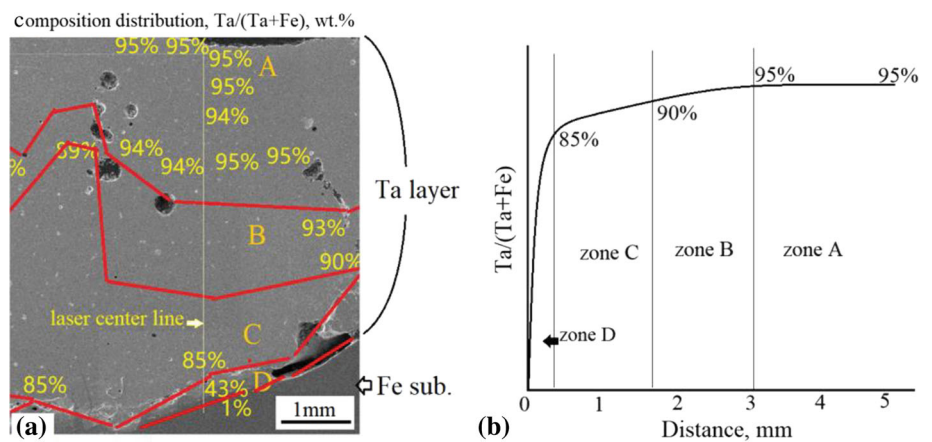 composition distribution, Ta/(Ta+Fe), wt.%
95% 95%
95%
A
95%
94%
89%
94%
94%
95%
95%
%
93%
B
90%
laser center line
C
85%
D
43%
1%
85%
1mm
(a)
Ta layer
Fe sub.
Ta/(Ta+Fe)
85%
90%
95%
95%
zone C
zone B
zone A
zone D
0 1 2 3 4 5
Distance, mm
(b)